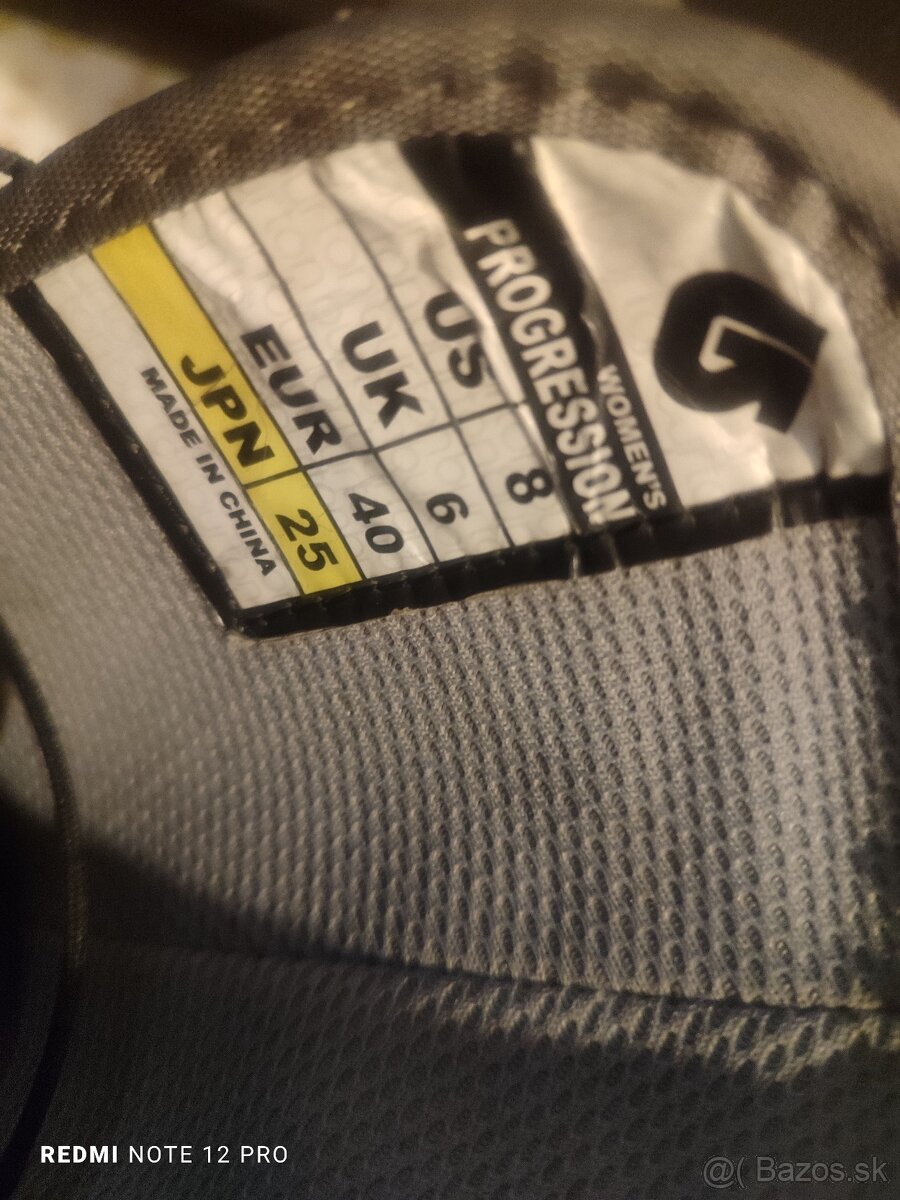 WOMEN'S
PROGRESSION
US 8
UK 6
EUR 40
JPN 25
MADE IN CHINA
REDMI NOTE 12 PRO
@( Bazos.sk